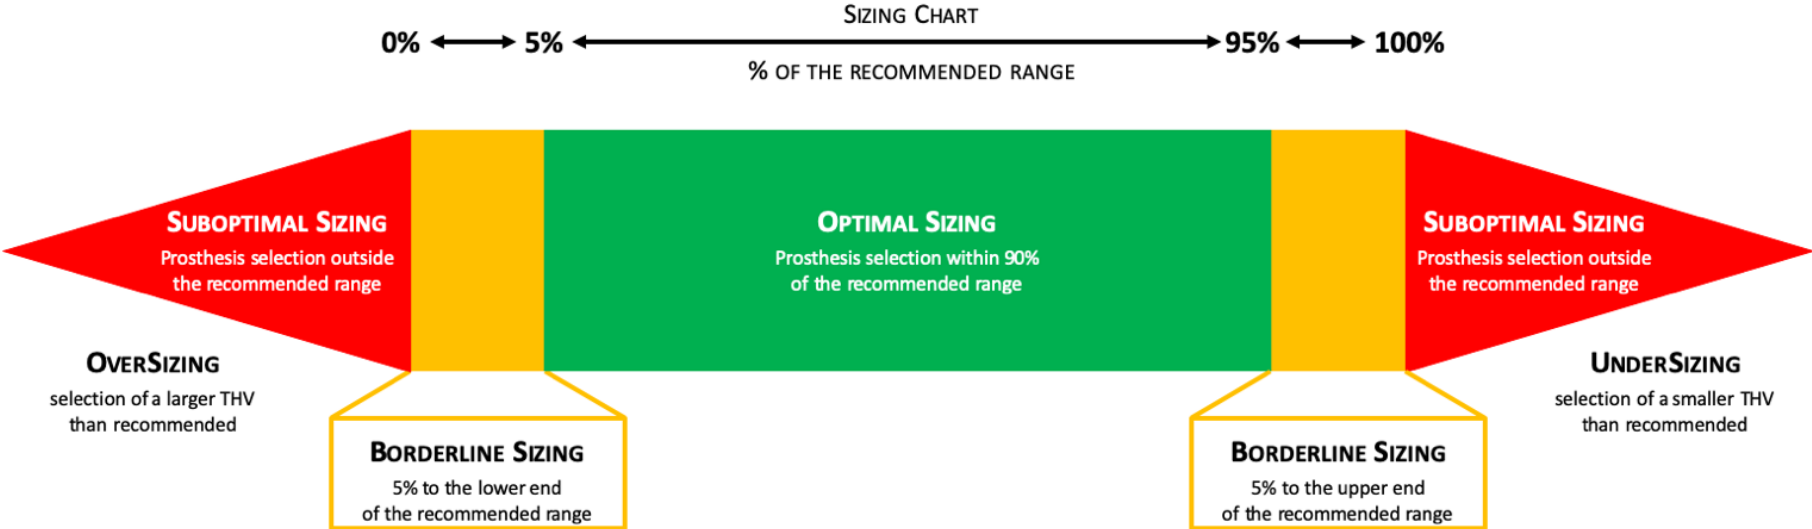 SIZING CHART
0% 5% 95% 100%
% OF THE RECOMMENDED RANGE
SUBOPTIMAL SIZING
Prosthesis selection outside
the recommended range
OPTIMAL SIZING
Prosthesis selection within 90%
of the recommended range
SUBOPTIMAL SIZING
Prosthesis selection outside
the recommended range
OVERSIZING
selection of a larger THV
than recommended
UNDERSIZING
selection of a smaller THV
than recommended
BORDERLINE SIZING
5% to the lower end
of the recommended range
BORDERLINE SIZING
5% to the upper end
of the recommended range